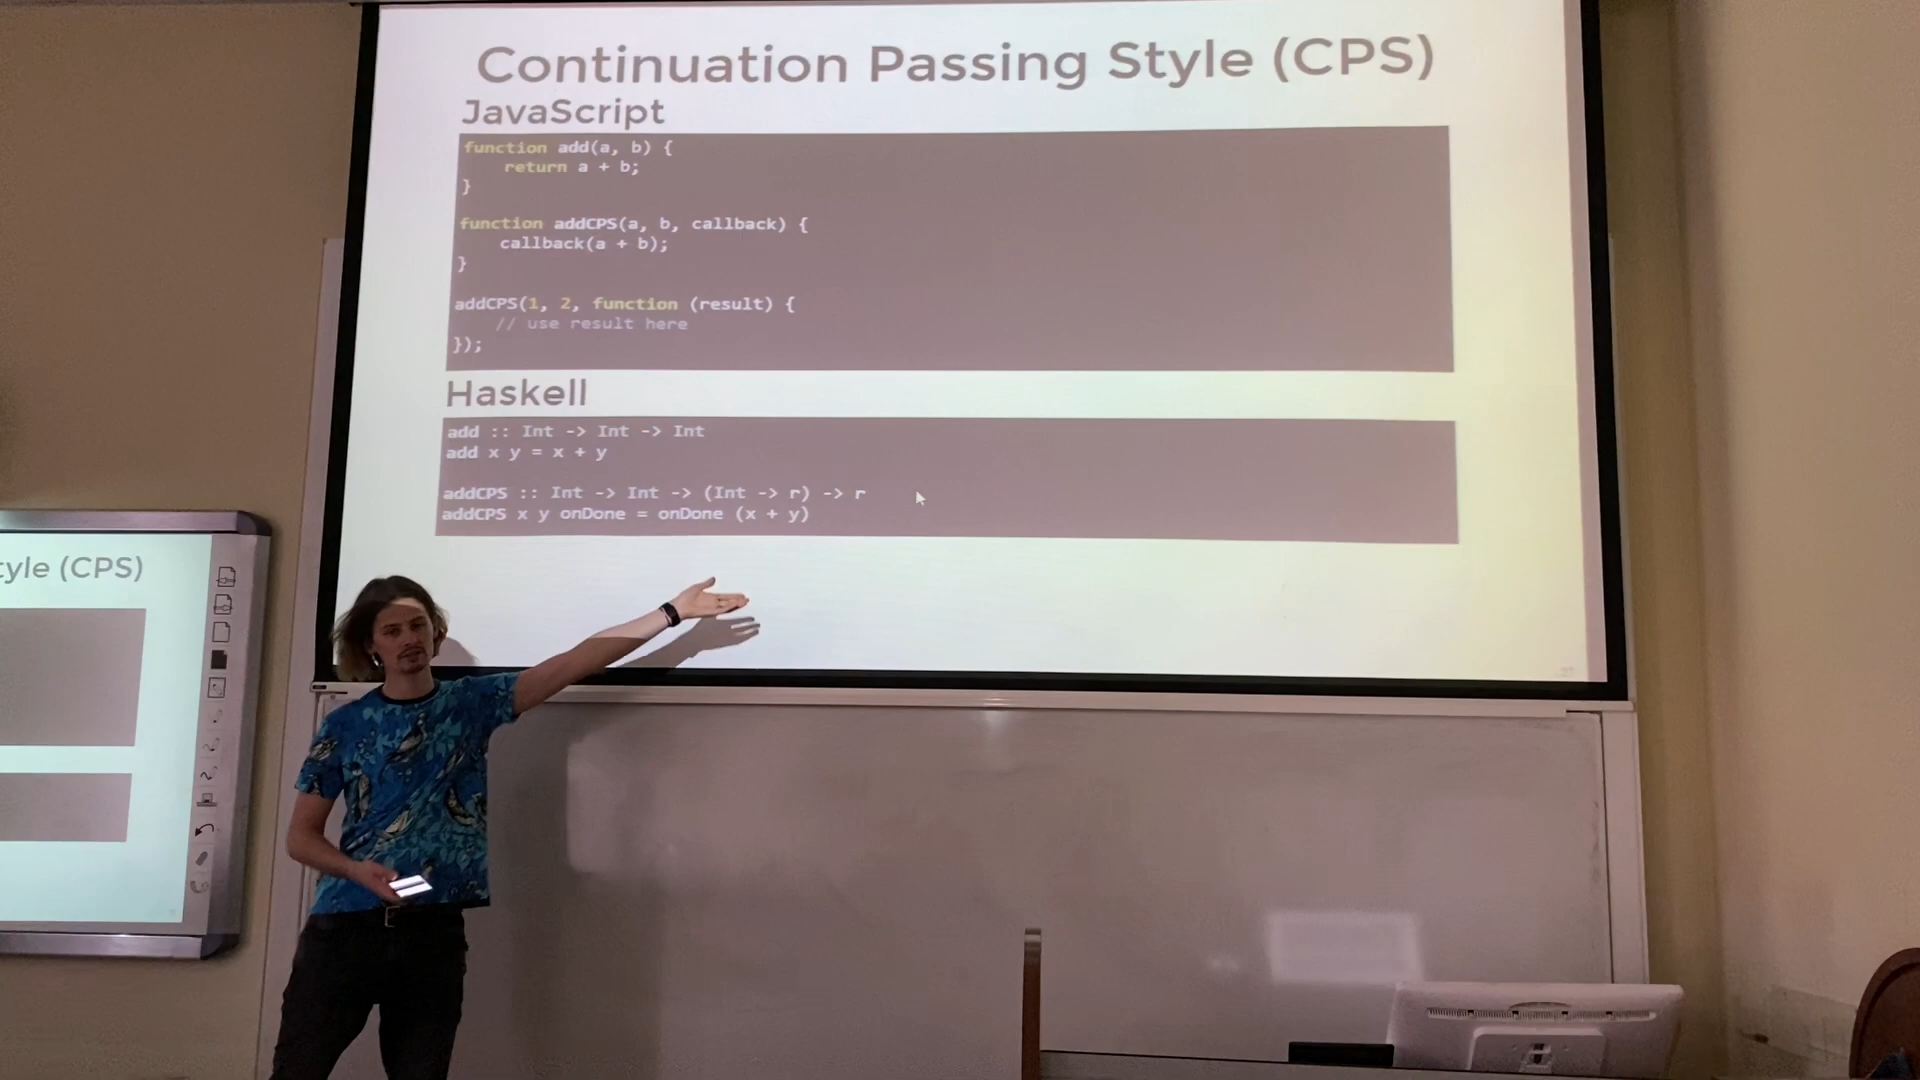 Continuation Passing Style (CPS)
JavaScript
function add(a, b) {
    return a + b;
}
function addCPS(a, b, callback) {
    callback(a + b);
}
addCPS(1, 2, function (result) {
    // use result here
});
Haskell
add :: Int -> Int -> Int
add x y = x + y
addCPS :: Int -> Int -> (Int -> r) -> r
addCPS x y onDone = onDone (x + y)
tyle (CPS)